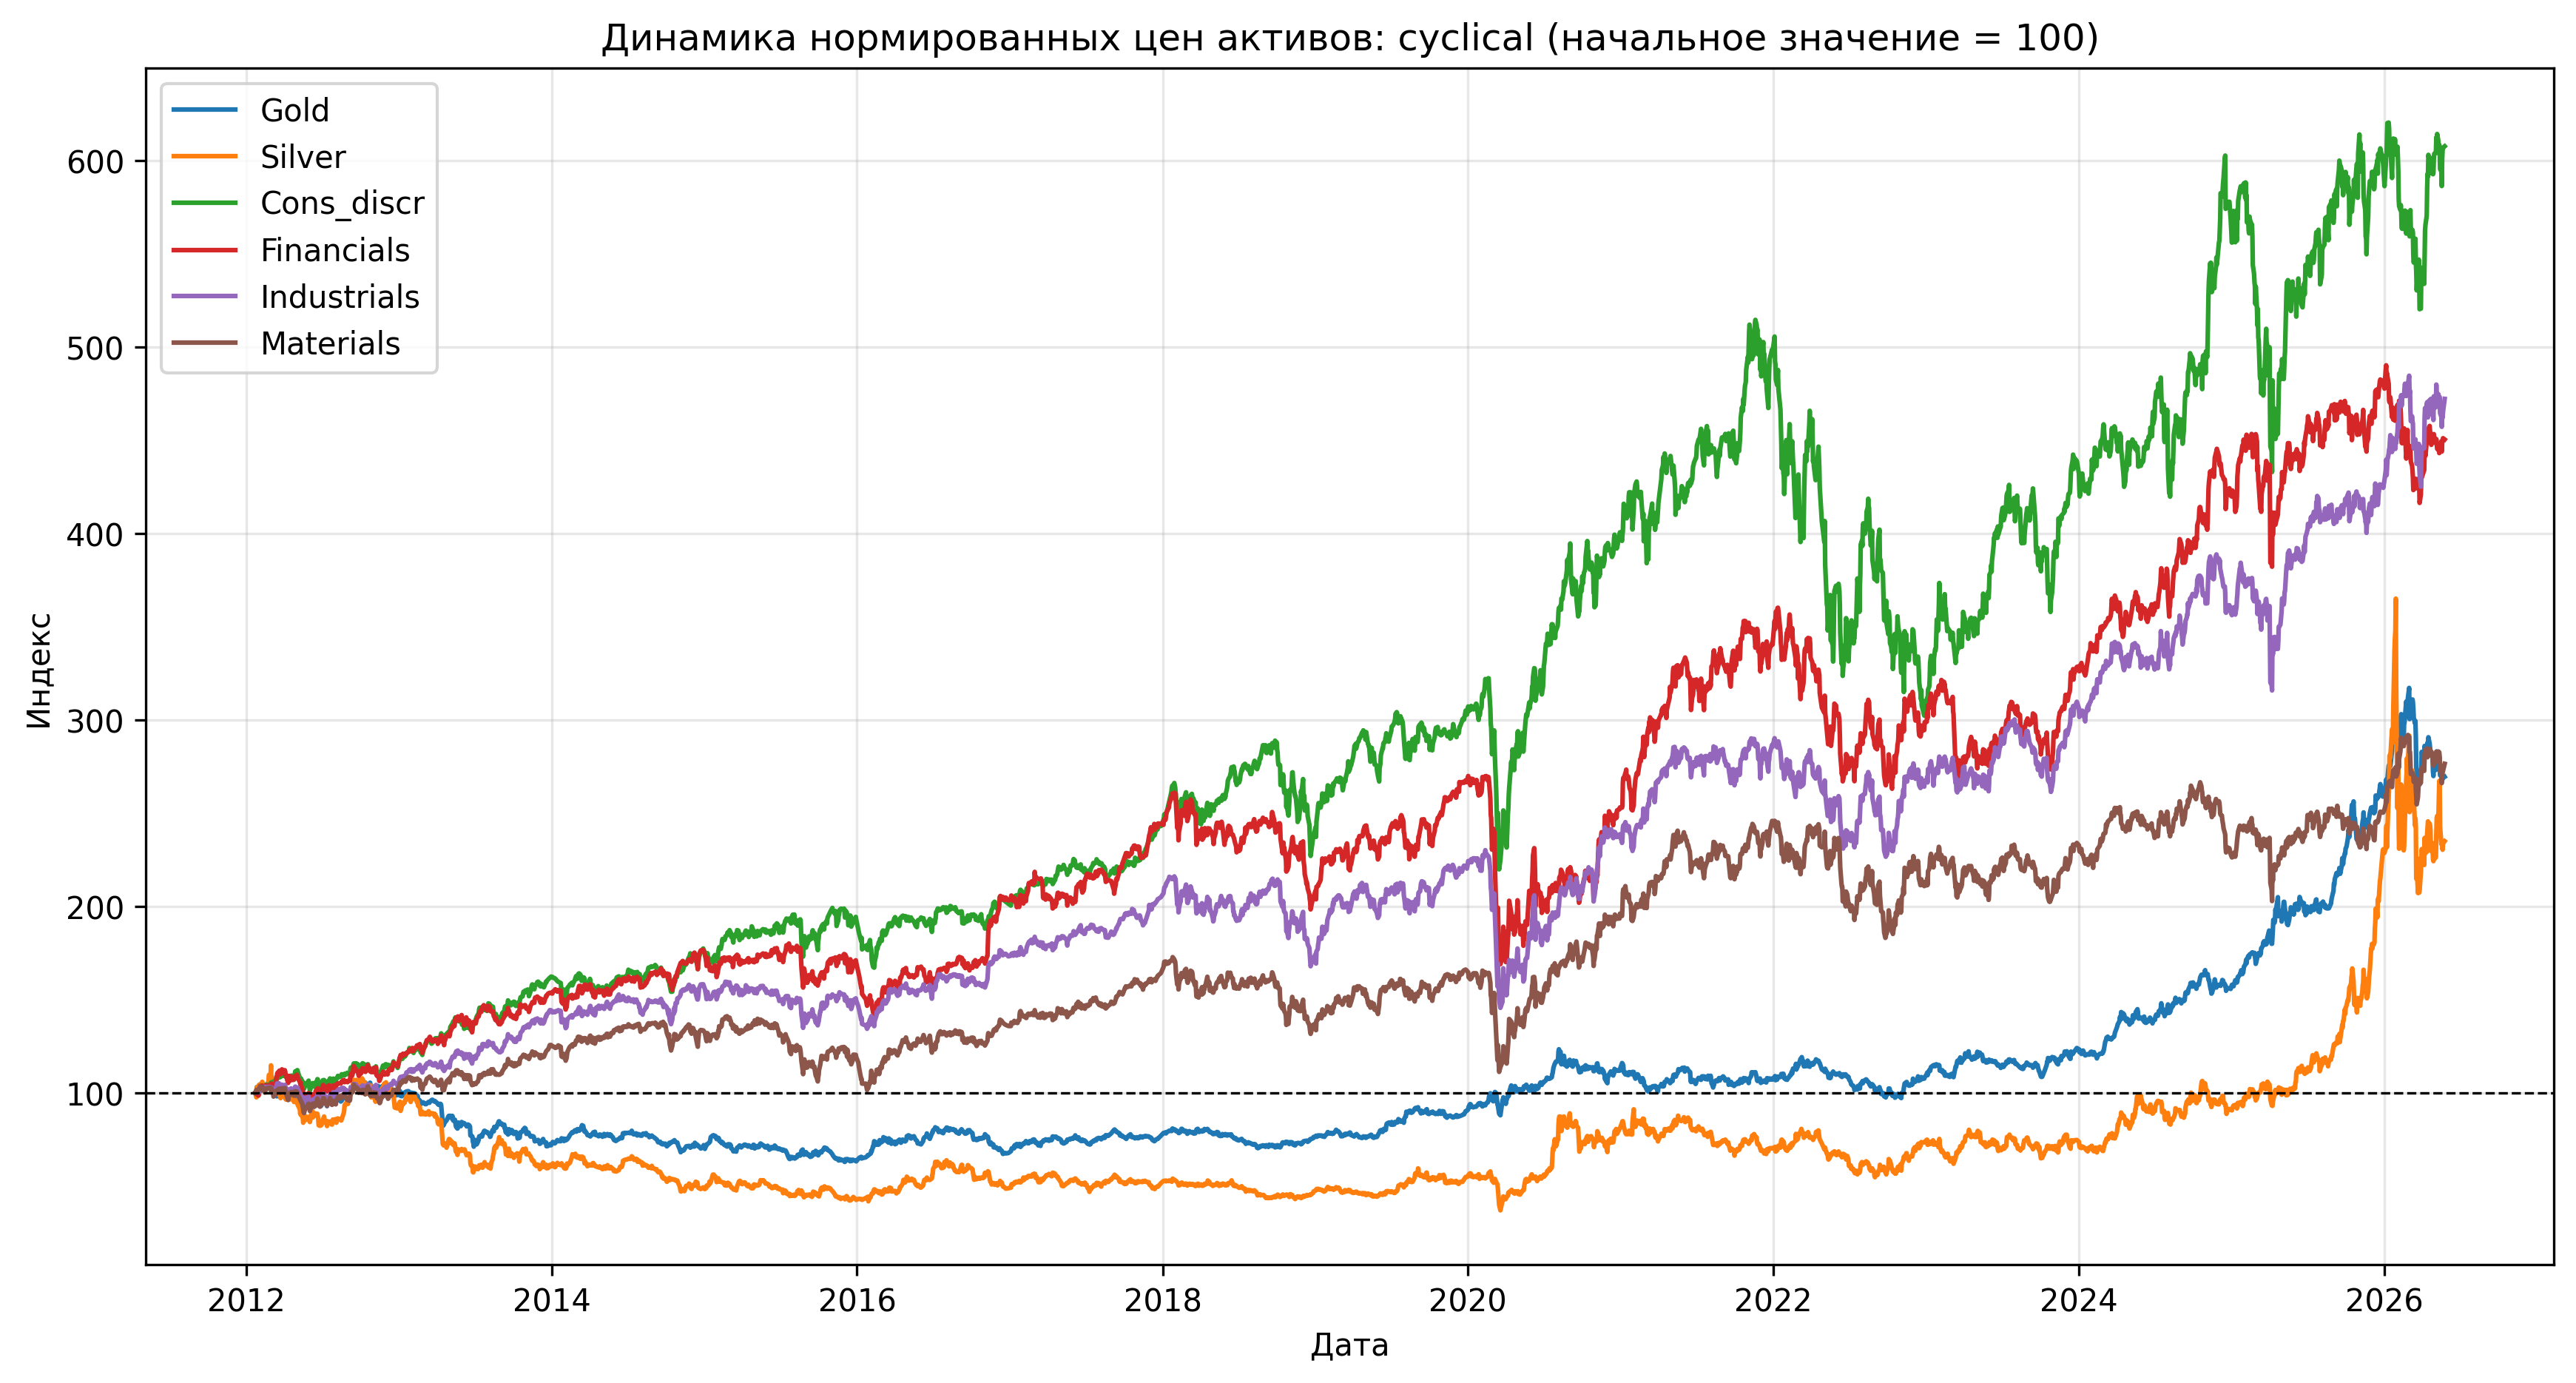 Динамика нормированных цен активов: cyclical (начальное значение = 100)
Gold
Silver
Cons_discr
Financials
Industrials
Materials
Индекс
600
500
400
300
200
100
2012 2014 2016 2018 2020 2022 2024 2026
Дата